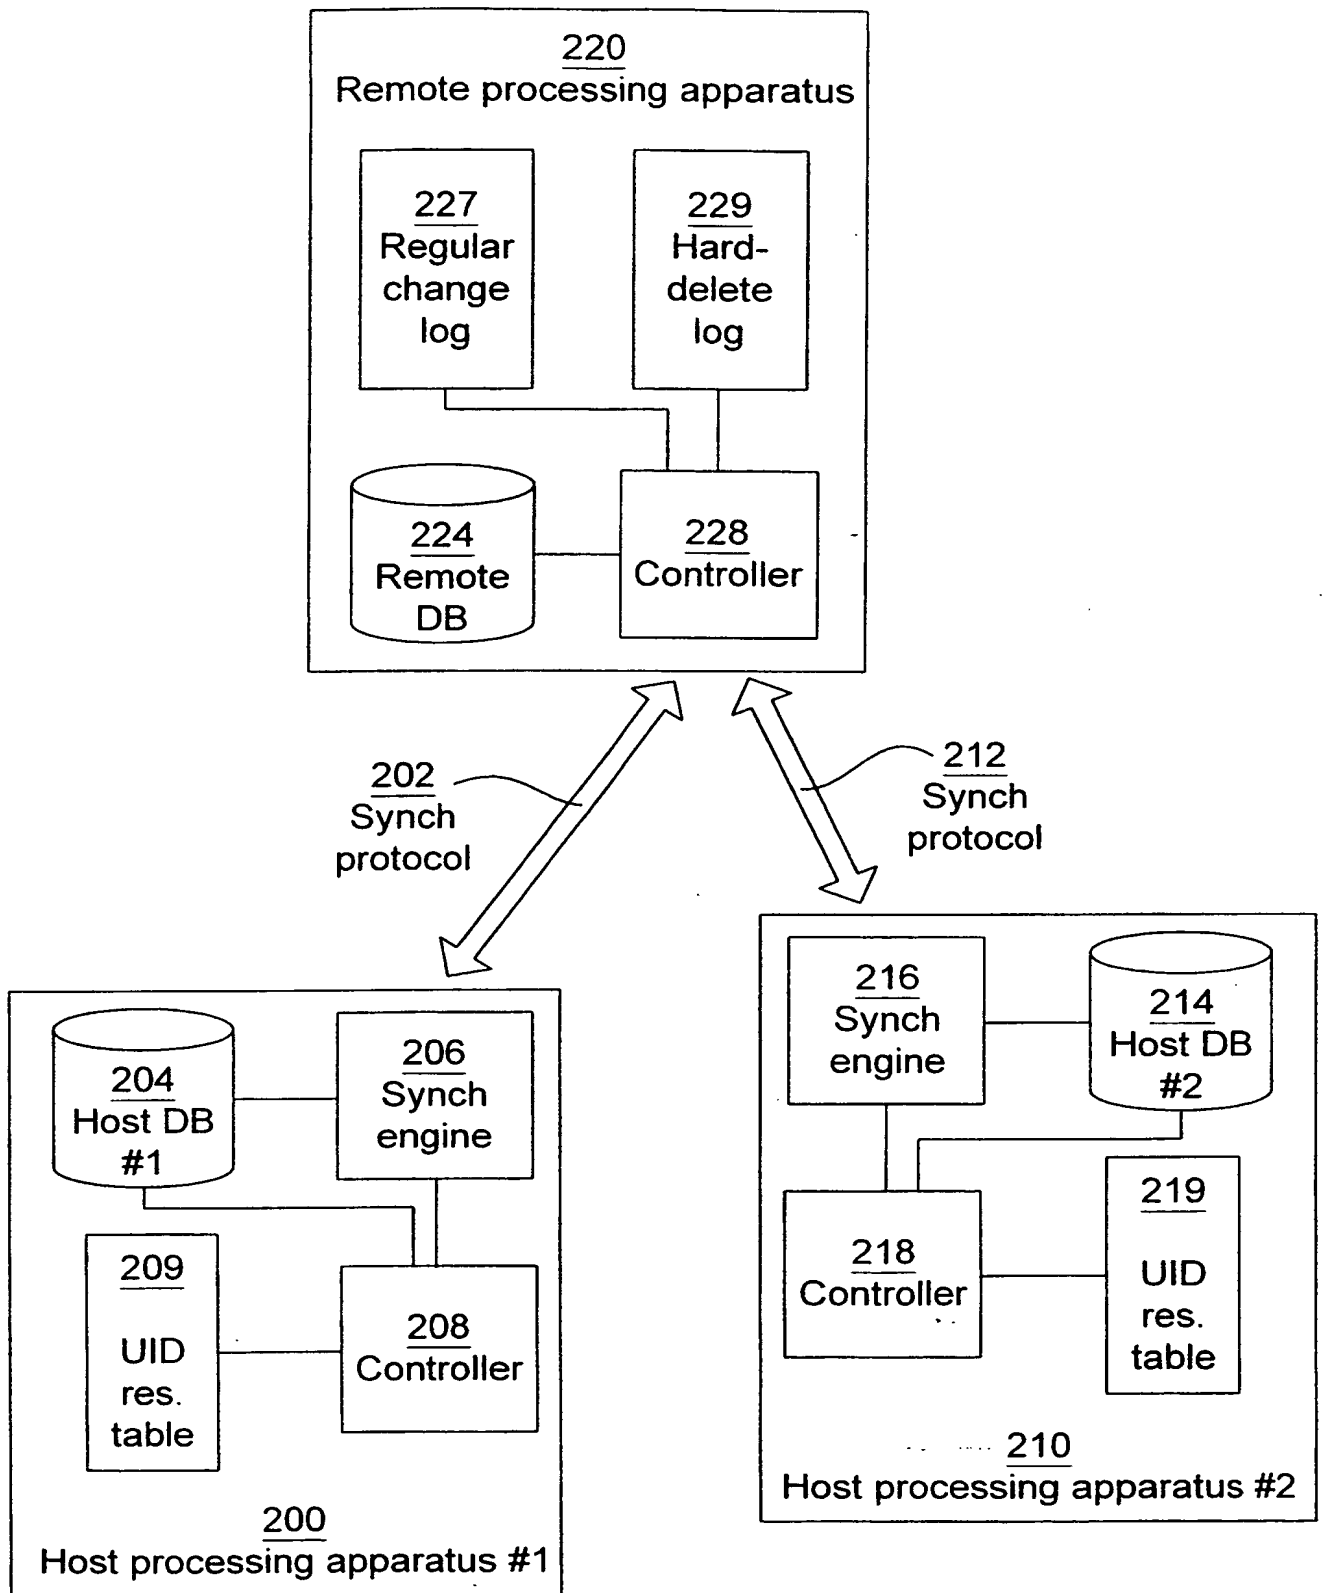 220
Remote processing apparatus
227
Regular
change
log
229
Hard-
delete
log
224
Remote
DB
228
Controller
202
Synch
protocol
212
Synch
protocol
204
Host DB
#1
206
Synch
engine
209
UID
res.
table
208
Controller
200
Host processing apparatus #1
216
Synch
engine
214
Host DB
#2
218
Controller
219
UID
res.
table
210
Host processing apparatus #2